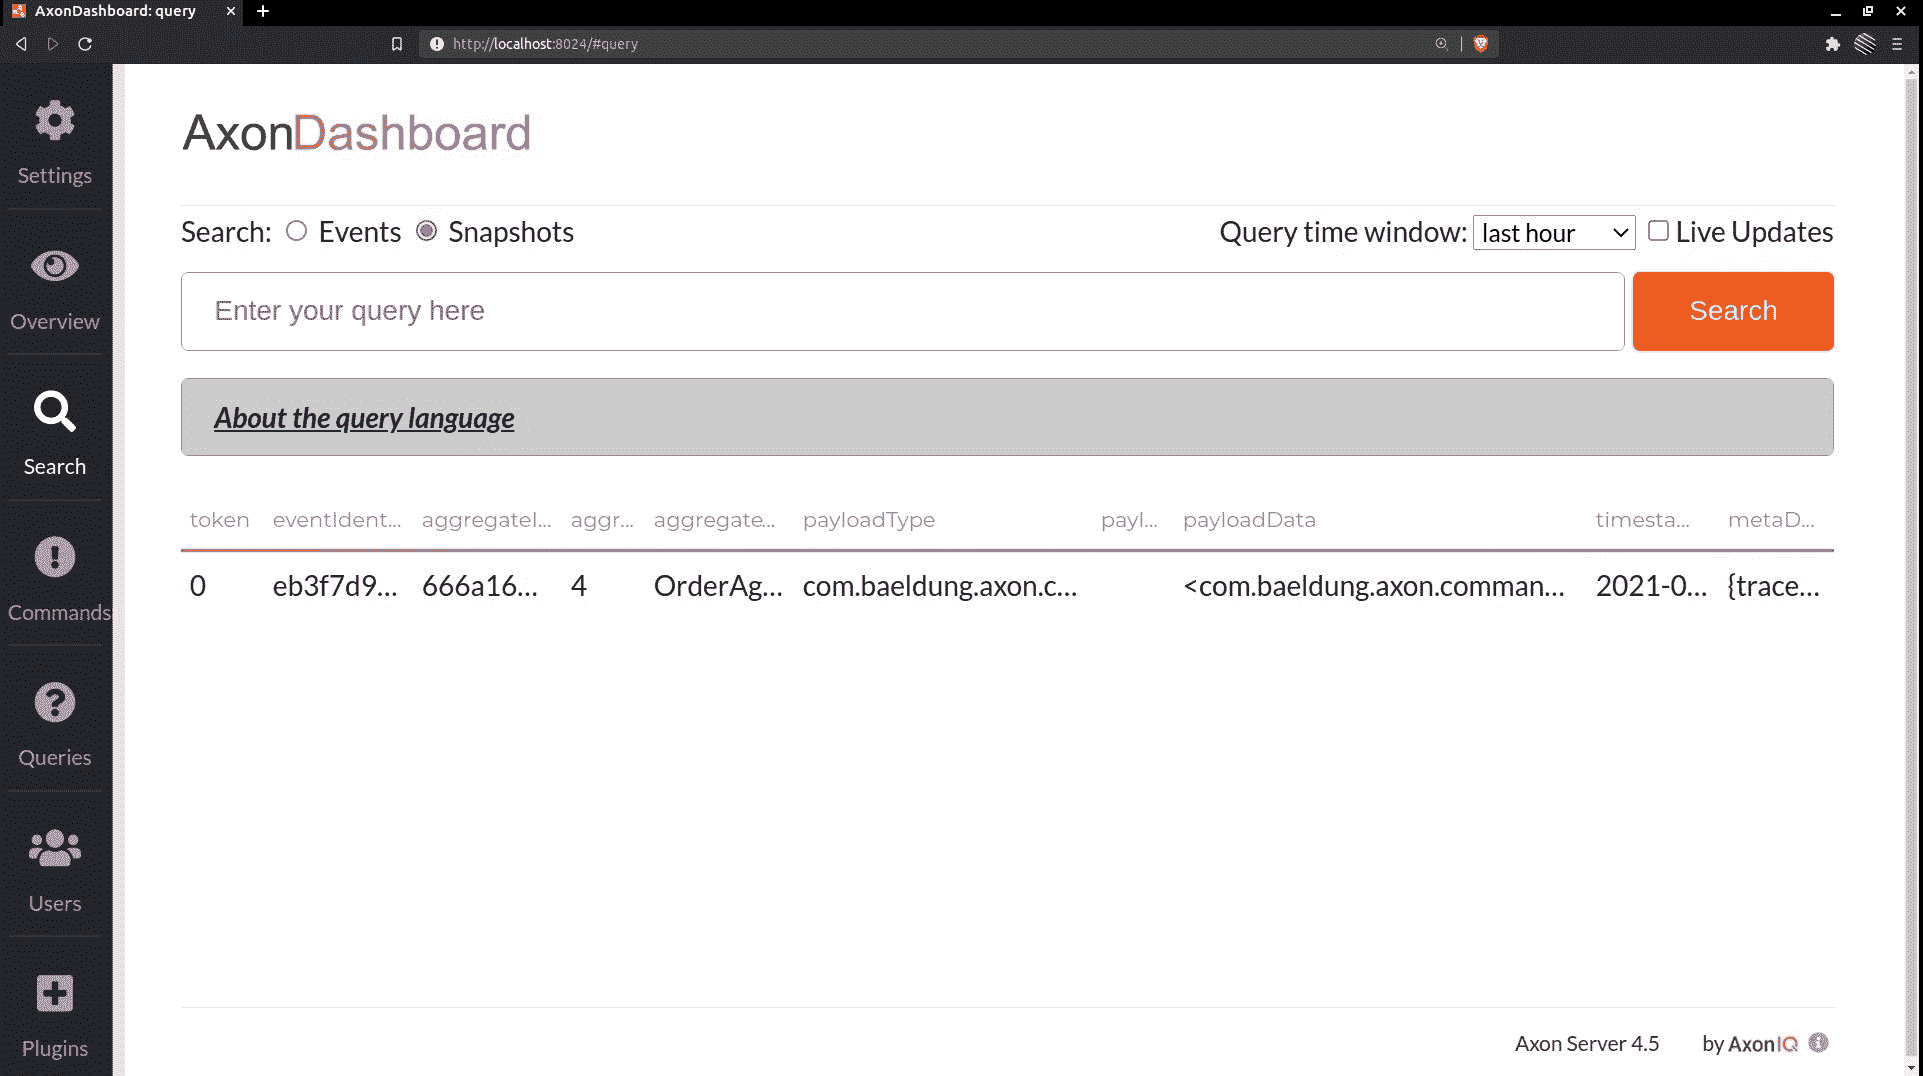 AxonDashboard: query
http://localhost:8024/#query
Settings
Overview
Search
Commands
Queries
Users
Plugins
AxonDashboard
Search: Events Snapshots
Query time window: last hour Live Updates
Enter your query here
Search
About the query language
token eventIdent... aggregateI... aggr... aggregate... payloadType payl... payloadData timesta... metaD...
0 eb3f7d9... 666a16... 4 OrderAg... com.baeldung.axon.c... <com.baeldung.axon.comman... 2021-0... {trace...
Axon Server 4.5 by AxonIQ